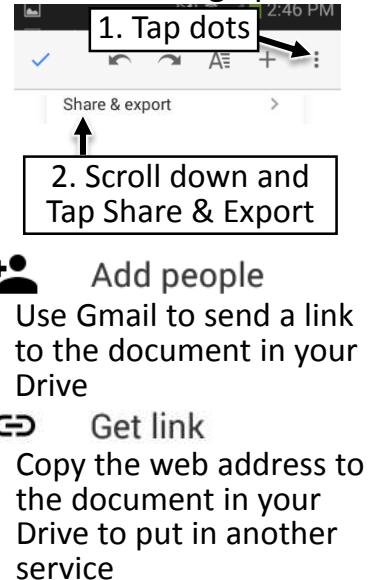 2:46 PM
1. Tap dots
Share & export
2. Scroll down and
Tap Share & Export
Add people
Use Gmail to send a link
to the document in your
Drive
Get link
Copy the web address to
the document in your
Drive to put in another
service